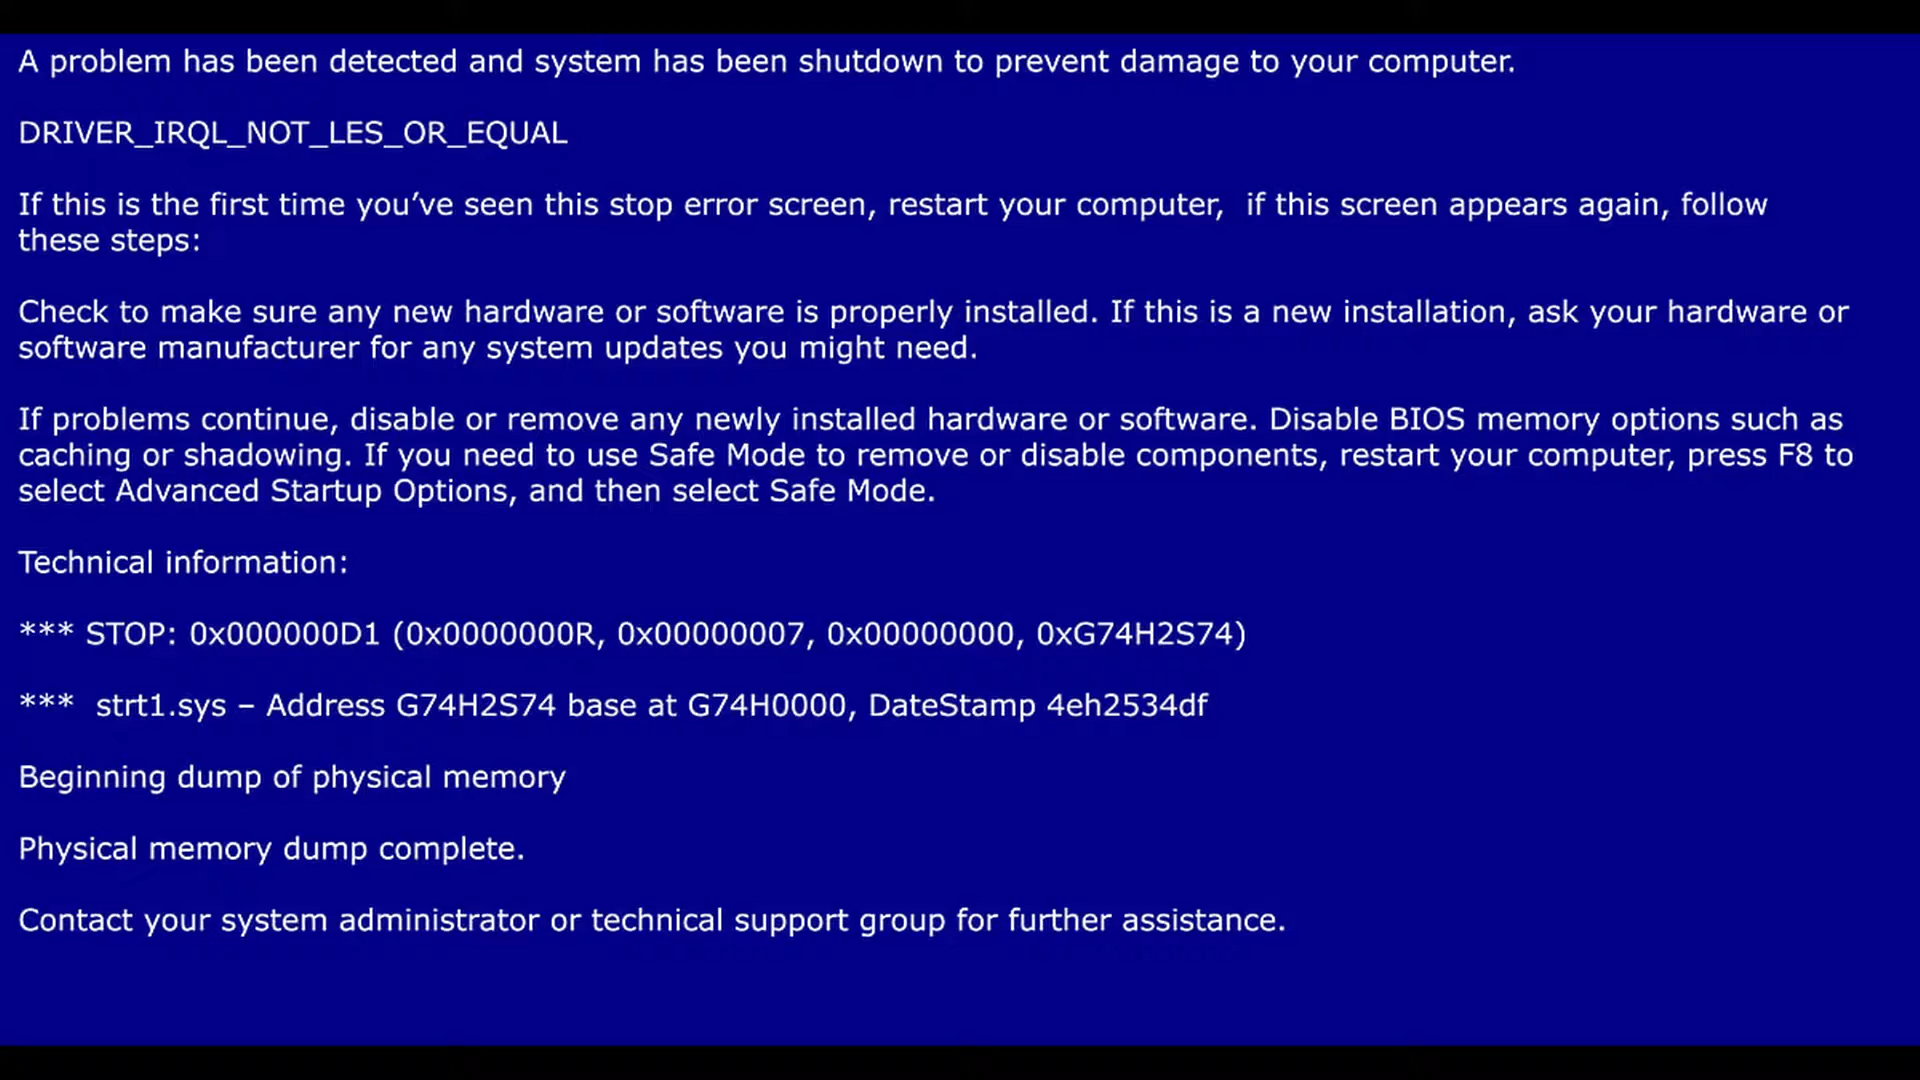 A problem has been detected and system has been shutdown to prevent damage to your computer.
DRIVER_IRQL_NOT_LES_OR_EQUAL
If this is the first time you’ve seen this stop error screen, restart your computer,  if this screen appears again, follow
these steps:
Check to make sure any new hardware or software is properly installed. If this is a new installation, ask your hardware or
software manufacturer for any system updates you might need.
If problems continue, disable or remove any newly installed hardware or software. Disable BIOS memory options such as
caching or shadowing. If you need to use Safe Mode to remove or disable components, restart your computer, press F8 to
select Advanced Startup Options, and then select Safe Mode.
Technical information:
*** STOP: 0x000000D1 (0x0000000R, 0x00000007, 0x00000000, 0xG74H2S74)
***  strt1.sys – Address G74H2S74 base at G74H0000, DateStamp 4eh2534df
Beginning dump of physical memory
Physical memory dump complete.
Contact your system administrator or technical support group for further assistance.